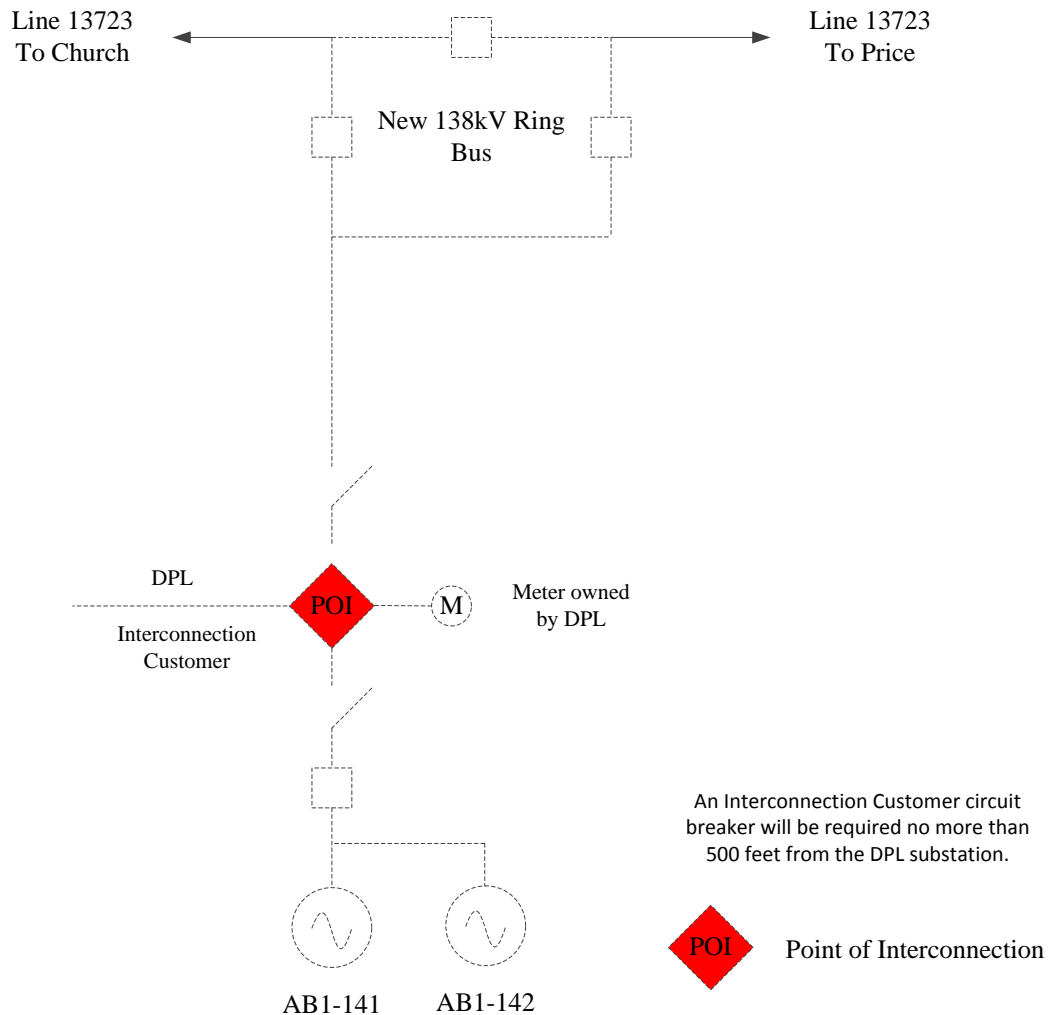 Line 13723
To Church
Line 13723
To Price
New 138kV Ring
Bus
DPL
POI
M
Meter owned
by DPL
Interconnection
Customer
An Interconnection Customer circuit
breaker will be required no more than
500 feet from the DPL substation.
POI
Point of Interconnection
AB1-141
AB1-142